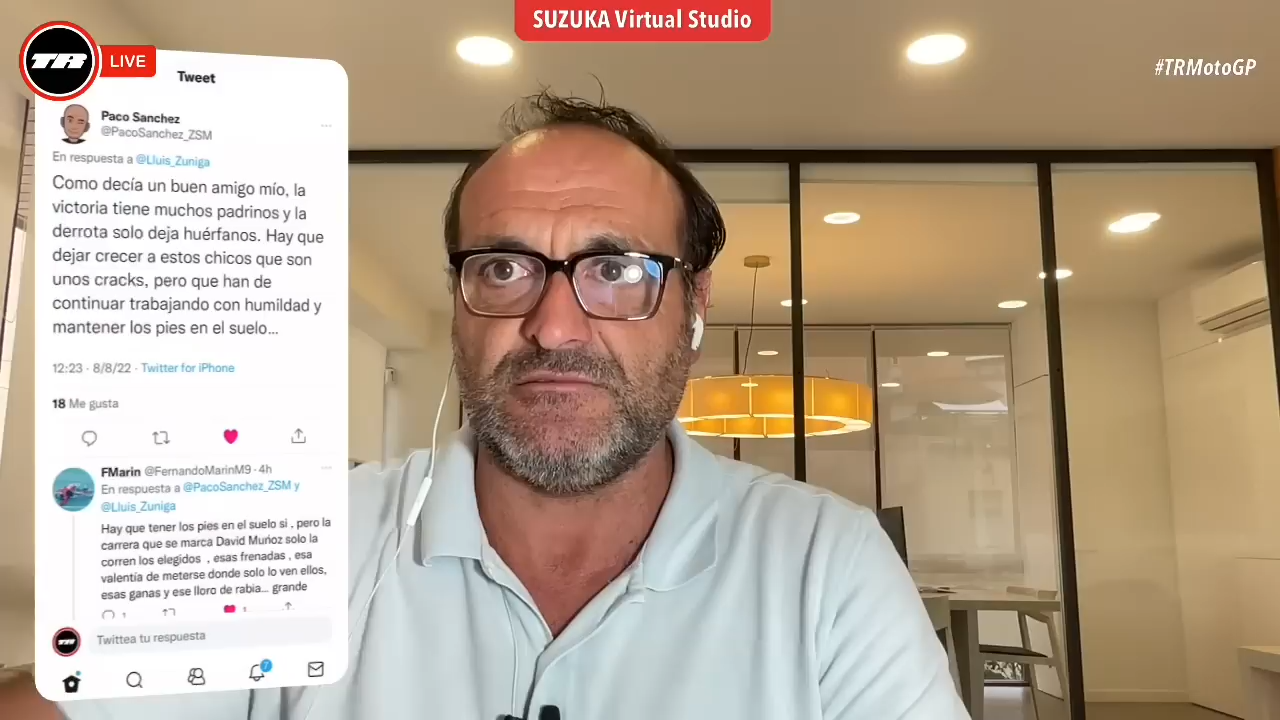 SUZUKA Virtual Studio
TR
LIVE
#TRMotoGP
Tweet
Paco Sanchez
@PacoSanchez_ZSM
En respuesta a @Lluis_Zuniga
Como decía un buen amigo mío, la
victoria tiene muchos padrinos y la
derrota solo deja huérfanos. Hay que
dejar crecer a estos chicos que son
unos cracks, pero que han de
continuar trabajando con humildad y
mantener los pies en el suelo...
12:23 · 8/8/22 · Twitter for iPhone
18 Me gusta
FMarin @FernandoMarinM9 · 4h
En respuesta a @PacoSanchez_ZSM y
@Lluis_Zuniga
Hay que tener los pies en el suelo si , pero la
carrera que se marca David Muñoz solo la
corren los elegidos , esas frenadas , esa
valentía de meterse donde solo lo ven ellos,
esas ganas y ese lloro de rabia... grande
TR
Twittea tu respuesta
7